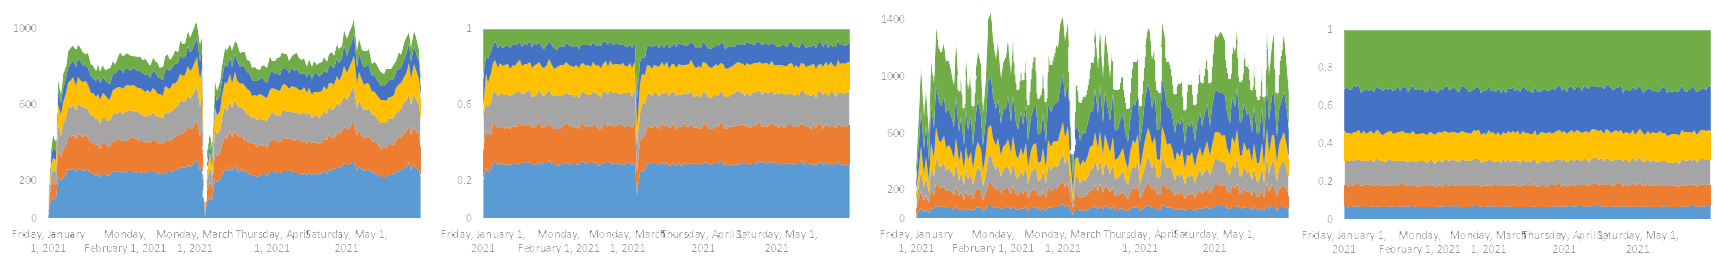 1000
600
200
0
Friday, January
1, 2021
Monday,
February 1, 2021
Monday, March
1, 2021
Thursday, April
1, 2021
Saturday, May 1,
2021
1
0.6
0.2
0
Friday, January 1,
2021
Monday,
February 1, 2021
Monday, March
1, 2021
Thursday, April 1,
2021
Saturday, May 1,
2021
1400
1000
600
200
0
Friday, January
1, 2021
Monday,
February 1, 2021
Monday, March
1, 2021
Thursday, April
1, 2021
Saturday, May 1,
2021
1
0.8
0.6
0.4
0.2
0
Friday, January 1,
2021
Monday,
February 1, 2021
Monday, March
1, 2021
Thursday, April 1,
2021
Saturday, May 1,
2021